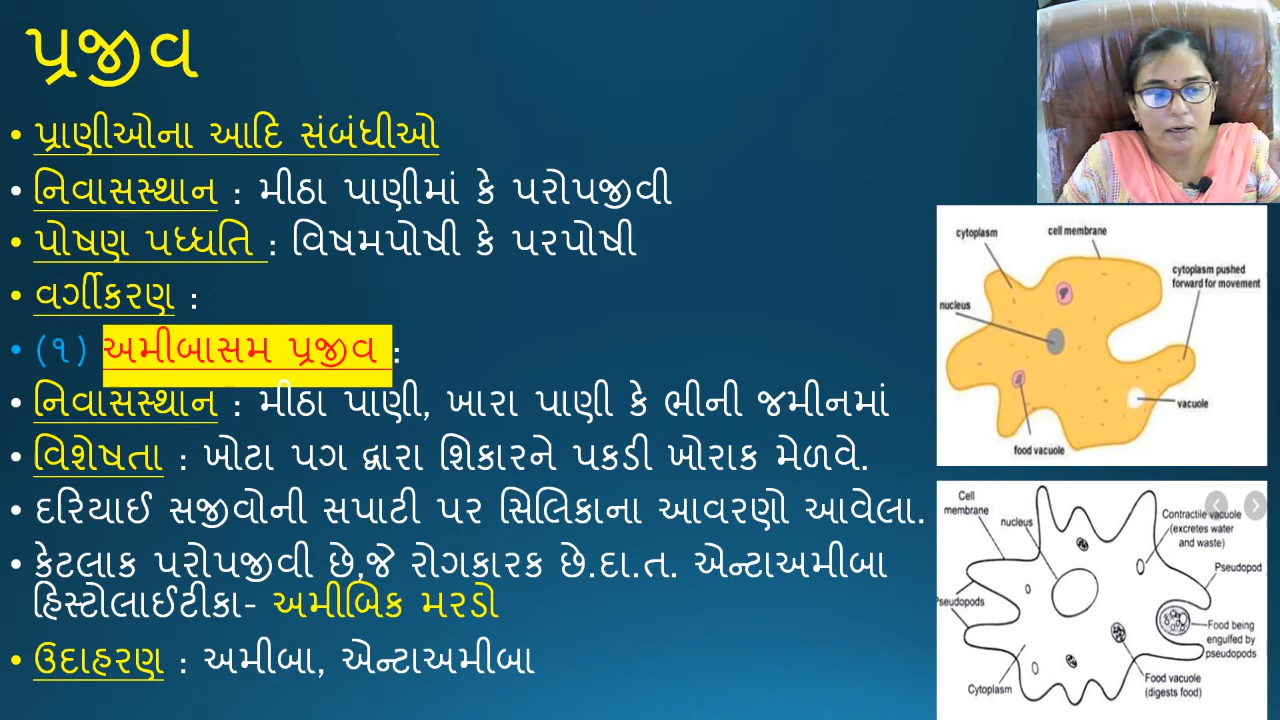 પ્રજીવ
• પ્રાણીઓના આદિ સંબંધીઓ
• નિવાસસ્થાન : મીઠા પાણીમાં કે પરોપજીવી
• પોષણ પધ્ધતિ : વિષમપોષી કે પરપોષી
• વર્ગીકરણ :
• (૧) અમીબાસમ પ્રજીવ :
• નિવાસસ્થાન : મીઠા પાણી, ખારા પાણી કે ભીની જમીનમાં
• વિશેષતા : ખોટા પગ દ્વારા શિકારને પકડી ખોરાક મેળવે.
• દરિયાઈ સજીવોની સપાટી પર સિલિકાના આવરણો આવેલા.
• કેટલાક પરોપજીવી છે,જે રોગકારક છે.દા.ત. એન્ટાઅમીબા
હિસ્ટોલાઈટીકા- અમીબિક મરડો
• ઉદાહરણ : અમીબા, એન્ટાઅમીબા
cytoplasm
cell membrane
cytoplasm pushed
forward for movement
nucleus
vacuole
food vacuole
Cell
membrane
nucleus
Contractile vacuole
(excretes water
and waste)
Pseudopod
Pseudopods
Food being
engulfed by
pseudopods
Food vacuole
(digests food)
Cytoplasm